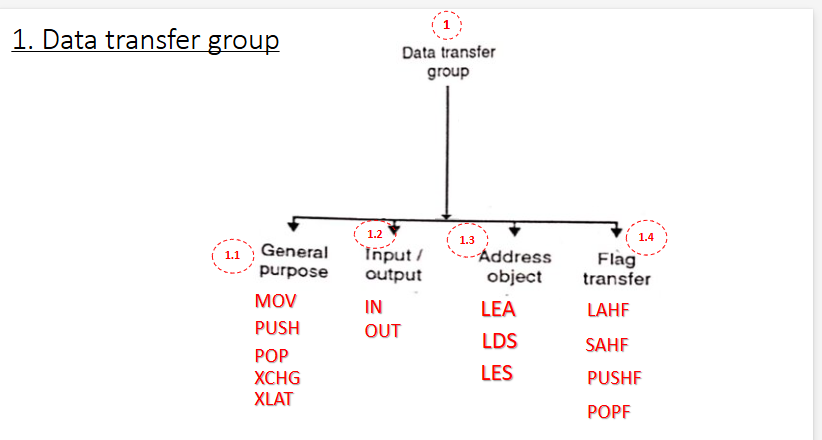 1. Data transfer group
1
Data transfer
group
1.1
General
purpose
MOV
PUSH
POP
XCHG
XLAT
1.2
Input /
output
IN
OUT
1.3
Address
object
LEA
LDS
LES
1.4
Flag
transfer
LAHF
SAHF
PUSHF
POPF